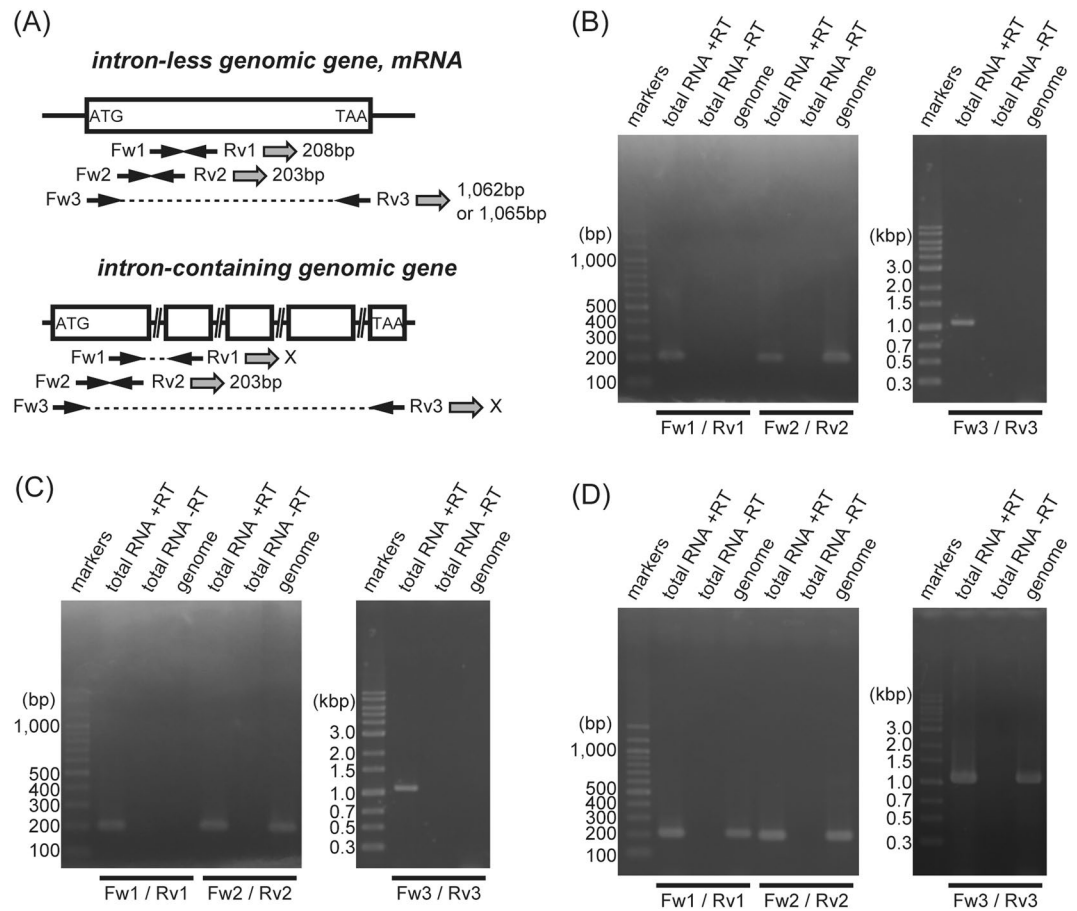 (A)
intron-less genomic gene, mRNA
ATG TAA
Fw1 Rv1 208bp
Fw2 Rv2 203bp
Fw3 Rv3 1,062bp
or 1,065bp
intron-containing genomic gene
ATG TAA
Fw1 Rv1 X
Fw2 Rv2 203bp
Fw3 Rv3 X
(B)
markers
total RNA +RT
total RNA -RT
genome
total RNA +RT
total RNA -RT
genome
(bp)
1,000
500
400
300
200
100
Fw1 / Rv1 Fw2 / Rv2
markers
total RNA +RT
total RNA -RT
genome
(kbp)
3.0
2.0
1.5
1.0
0.7
0.5
0.3
Fw3 / Rv3
(C)
markers
total RNA +RT
total RNA -RT
genome
total RNA +RT
total RNA -RT
genome
(bp)
1,000
500
400
300
200
100
Fw1 / Rv1 Fw2 / Rv2
markers
total RNA +RT
total RNA -RT
genome
(kbp)
3.0
2.0
1.5
1.0
0.7
0.5
0.3
Fw3 / Rv3
(D)
markers
total RNA +RT
total RNA -RT
genome
total RNA +RT
total RNA -RT
genome
(bp)
1,000
500
400
300
200
100
Fw1 / Rv1 Fw2 / Rv2
markers
total RNA +RT
total RNA -RT
genome
(kbp)
3.0
2.0
1.5
1.0
0.7
0.5
0.3
Fw3 / Rv3